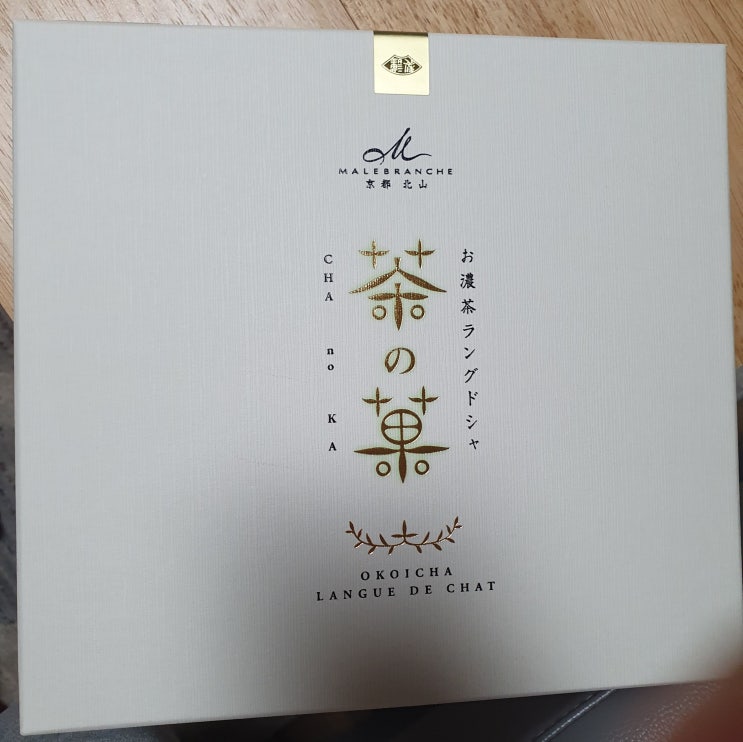 MALEBRANCHE
京都 北山
お濃茶ラングドシャ
茶の菓
CHA no KA
OKOICHA
LANGUE DE CHAT